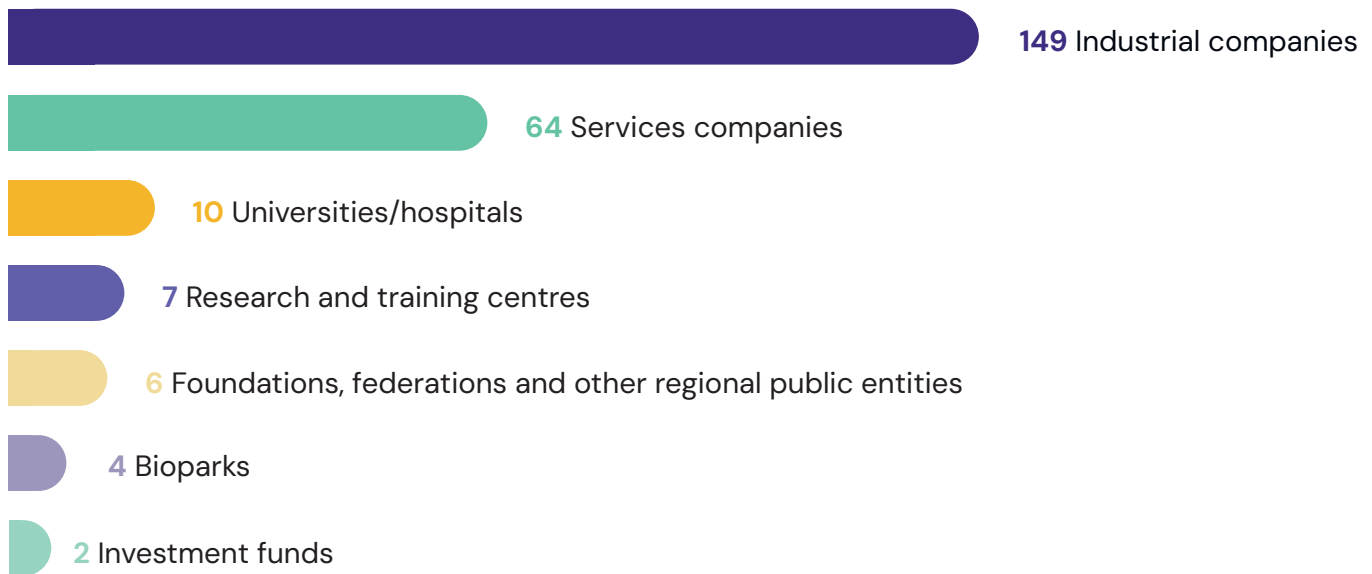 149 Industrial companies
64 Services companies
10 Universities/hospitals
7 Research and training centres
6 Foundations, federations and other regional public entities
4 Bioparks
2 Investment funds